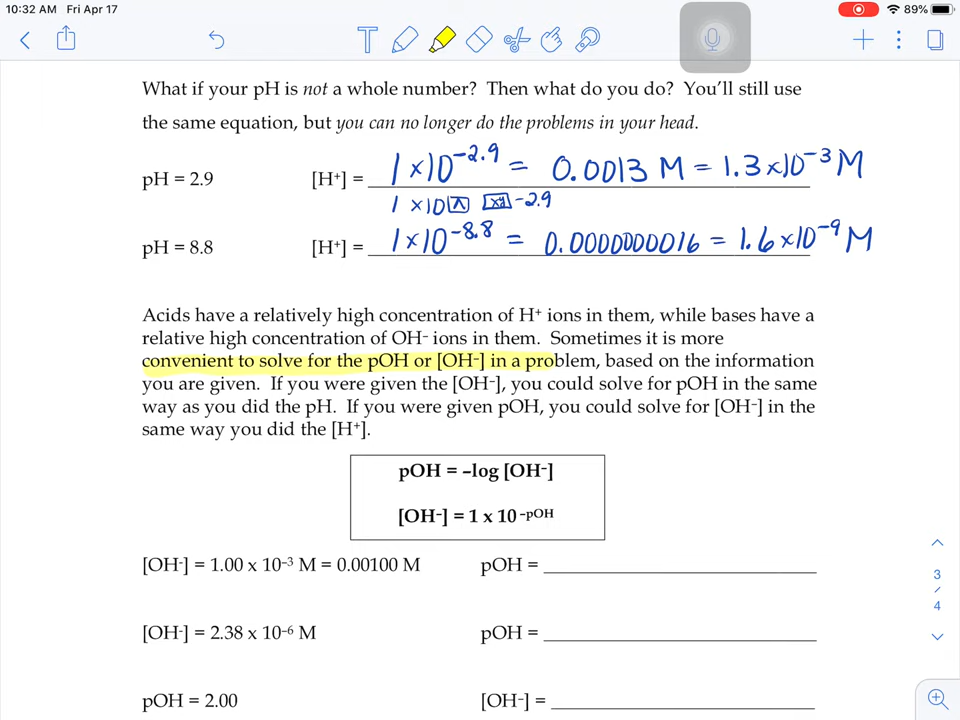 10:32 AM Fri Apr 17
89%
What if your pH is not a whole number? Then what do you do? You'll still use
the same equation, but you can no longer do the problems in your head.
pH = 2.9 [H⁺] = 1 x 10⁻²·⁹ = 0.0013 M = 1.3 x 10⁻³ M
1 x 10 ^ xy -2.9
pH = 8.8 [H⁺] = 1 x 10⁻⁸·⁸ = 0.0000000016 = 1.6 x 10⁻⁹ M
Acids have a relatively high concentration of H⁺ ions in them, while bases have a
relative high concentration of OH⁻ ions in them. Sometimes it is more
convenient to solve for the pOH or [OH⁻] in a problem, based on the information
you are given. If you were given the [OH⁻], you could solve for pOH in the same
way as you did the pH. If you were given pOH, you could solve for [OH⁻] in the
same way you did the [H⁺].
pOH = –log [OH⁻]
[OH⁻] = 1 x 10 ⁻ᵖᴼᴴ
[OH⁻] = 1.00 x 10⁻³ M = 0.00100 M pOH =
[OH⁻] = 2.38 x 10⁻⁶ M pOH =
pOH = 2.00 [OH⁻] =
3
/
4